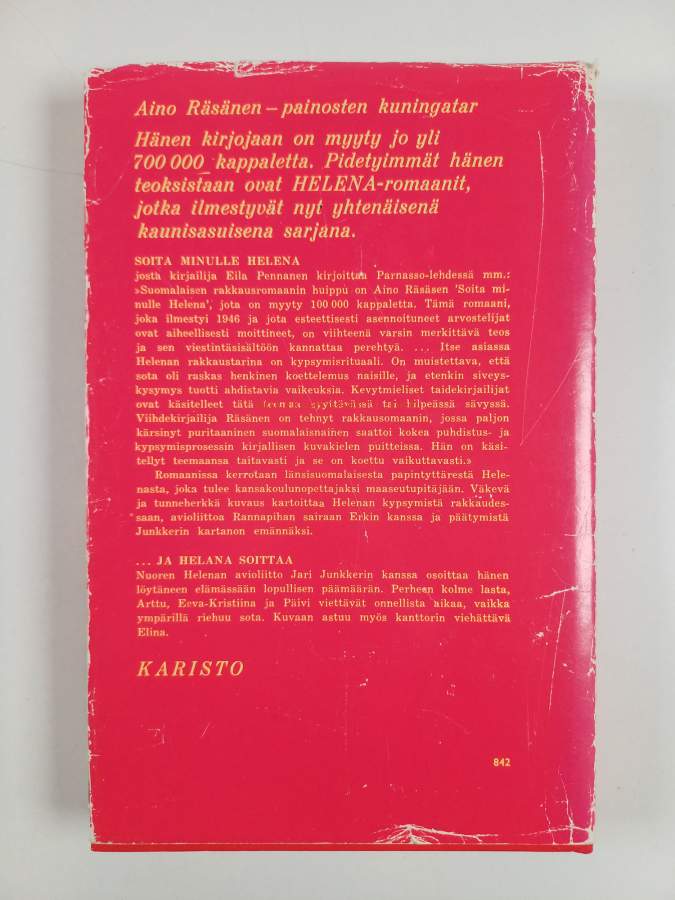 Aino Räsänen – painosten kuningatar
Hänen kirjojaan on myyty jo yli
700 000 kappaletta. Pidetyimmät hänen
teoksistaan ovat HELENA-romaanit,
jotka ilmestyvät nyt yhtenäisenä
kaunisasuisena sarjana.
SOITA MINULLE HELENA
josta kirjailija Eila Pennanen kirjoittaa Parnasso-lehdessä mm.:
»Suomalaisen rakkausromaanin huippu on Aino Räsäsen 'Soita mi-
nulle Helena', jota on myyty 100 000 kappaletta. Tämä romaani,
joka ilmestyi 1946 ja jota esteettisesti asennoituneet arvostelijat
ovat aiheellisesti moittineet, on viihteenä varsin merkittävä teos
ja sen viestintäsisältöön kannattaa perehtyä. ... Itse asiassa
Helenan rakkaustarina on kypsymisrituaali. On muistettava, että
sota oli raskas henkinen koettelemus naisille, ja etenkin siveys-
kysymys tuotti ahdistavia vaikeuksia. Kevytmieliset taidekirjailijat
ovat käsitelleet tätä teemaa syyttävässä tai ilpeässä sävyssä.
Viihdekirjailija Räsänen on tehnyt rakkausomaanin, jossa paljon
kärsinyt puritaaninen suomalaisnainen saattoi kokea puhdistus- ja
kypsymisprosessin kirjallisen kuvakielen puitteissa. Hän on käsi-
tellyt teemaansa taitavasti ja se on koettu vaikuttavasti.»
Romaanissa kerrotaan länsisuomalaisesta papintyttärestä Hele-
nasta, joka tulee kansakoulunopettajaksi maaseutupitäjään. Väkevä
ja tunneherkkä kuvaus kartoittaa Helenan kypsymistä rakkaudes-
saan, avioliittoa Rannapihan sairaan Erkin kanssa ja päätymistä
Junkkerin kartanon emännäksi.
... JA HELANA SOITTAA
Nuoren Helenan avioliitto Jari Junkkerin kanssa osoittaa hänen
löytäneen elämässään lopullisen päämäärän. Perheen kolme lasta,
Arttu, Eeva-Kristiina ja Päivi viettävät onnellista aikaa, vaikka
ympärillä riehuu sota. Kuvaan astuu myös kanttorin viehättävä
Elina.
KARISTO
842